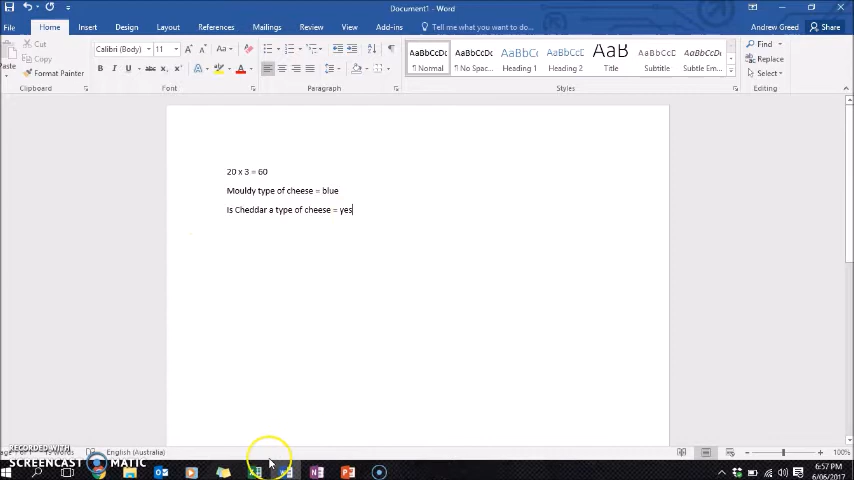 Document1 - Word
Andrew Greed
Share
File
Home
Insert
Design
Layout
References
Mailings
Review
View
Add-ins
Tell me what you want to do...
Cut
Copy
Paste
Format Painter
Clipboard
Calibri (Body)
11
Font
Paragraph
AaBbCcDc
AaBbCcDc
AaBbCc
AaBbCcE
AaB
AaBbCcD
AaBbCcDc
¶ Normal
¶ No Spac...
Heading 1
Heading 2
Title
Subtitle
Subtle Em...
Styles
Find
Replace
Select
Editing
20 x 3 = 60
Mouldy type of cheese = blue
Is Cheddar a type of cheese = yes
RECORDED WITH
SCREENCAST MATIC
words
English (Australia)
100%
6:57 PM
6/06/2017